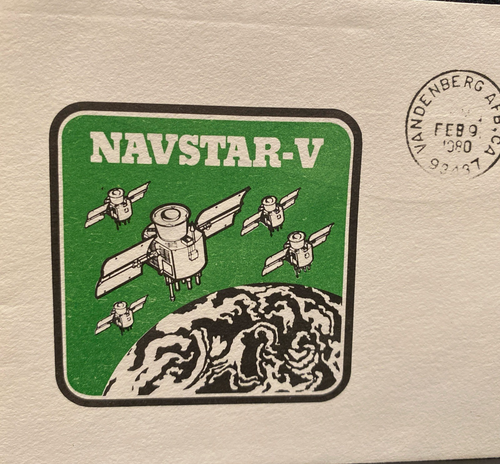 NAVSTAR-V
VANDENBERG AFB CA
FEB 9
1980
93437